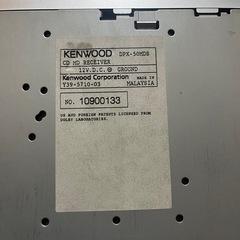 KENWOOD DPX-50MDS
CD MD RECEIVER
12V.D.C. ⊖ GROUND
Kenwood Corporation MADE IN
Y39-5710-03 MALAYSIA
NO. 10900133
US AND FOREIGN PATENTS LICENSED FROM
DOLBY LABORATORIES.